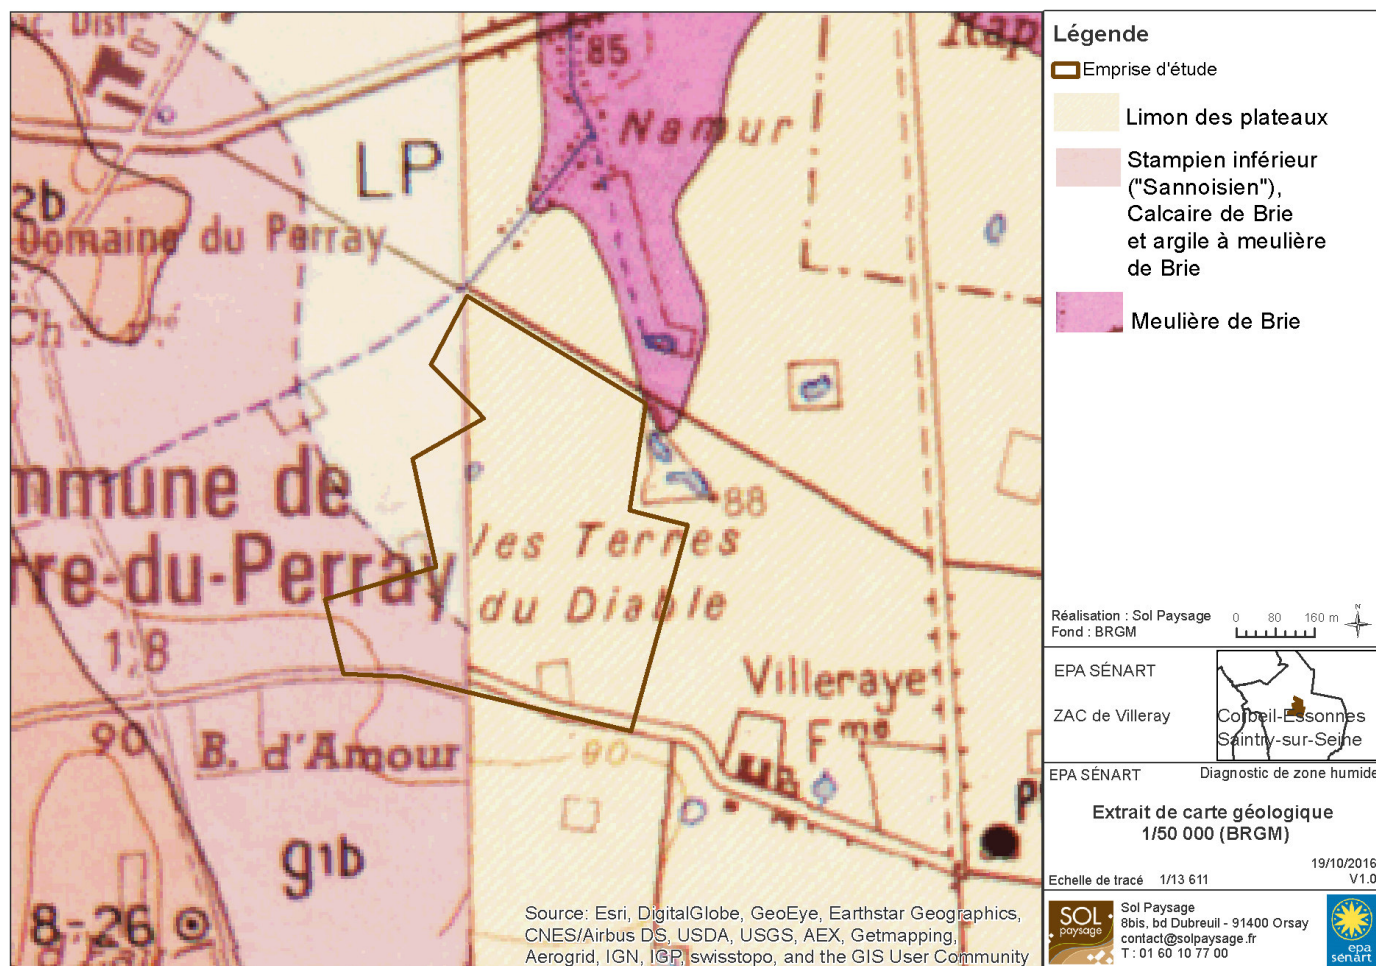 85
Namur
LP
2b
Domaine du Perray
Ch
88
mmune de
rre-du-Perray
les Terres
du Diable
1,8
Villeraye
Fme
90
B. d'Amour
90
g1b
8-26
Source: Esri, DigitalGlobe, GeoEye, Earthstar Geographics,
CNES/Airbus DS, USDA, USGS, AEX, Getmapping,
Aerogrid, IGN, IGP, swisstopo, and the GIS User Community
Légende
Emprise d'étude
Limon des plateaux
Stampien inférieur
("Sannoisien"),
Calcaire de Brie
et argile à meulière
de Brie
Meulière de Brie
Réalisation : Sol Paysage
Fond : BRGM
0 80 160 m
N
EPA SÉNART
ZAC de Villeray
Corbeil-Essonnes
Saintry-sur-Seine
EPA SÉNART
Diagnostic de zone humide
Extrait de carte géologique
1/50 000 (BRGM)
19/10/2016
Echelle de tracé 1/13 611
V1.0
SOL
paysage
Sol Paysage
8bis, bd Dubreuil - 91400 Orsay
contact@solpaysage.fr
T : 01 60 10 77 00
epa
sénart